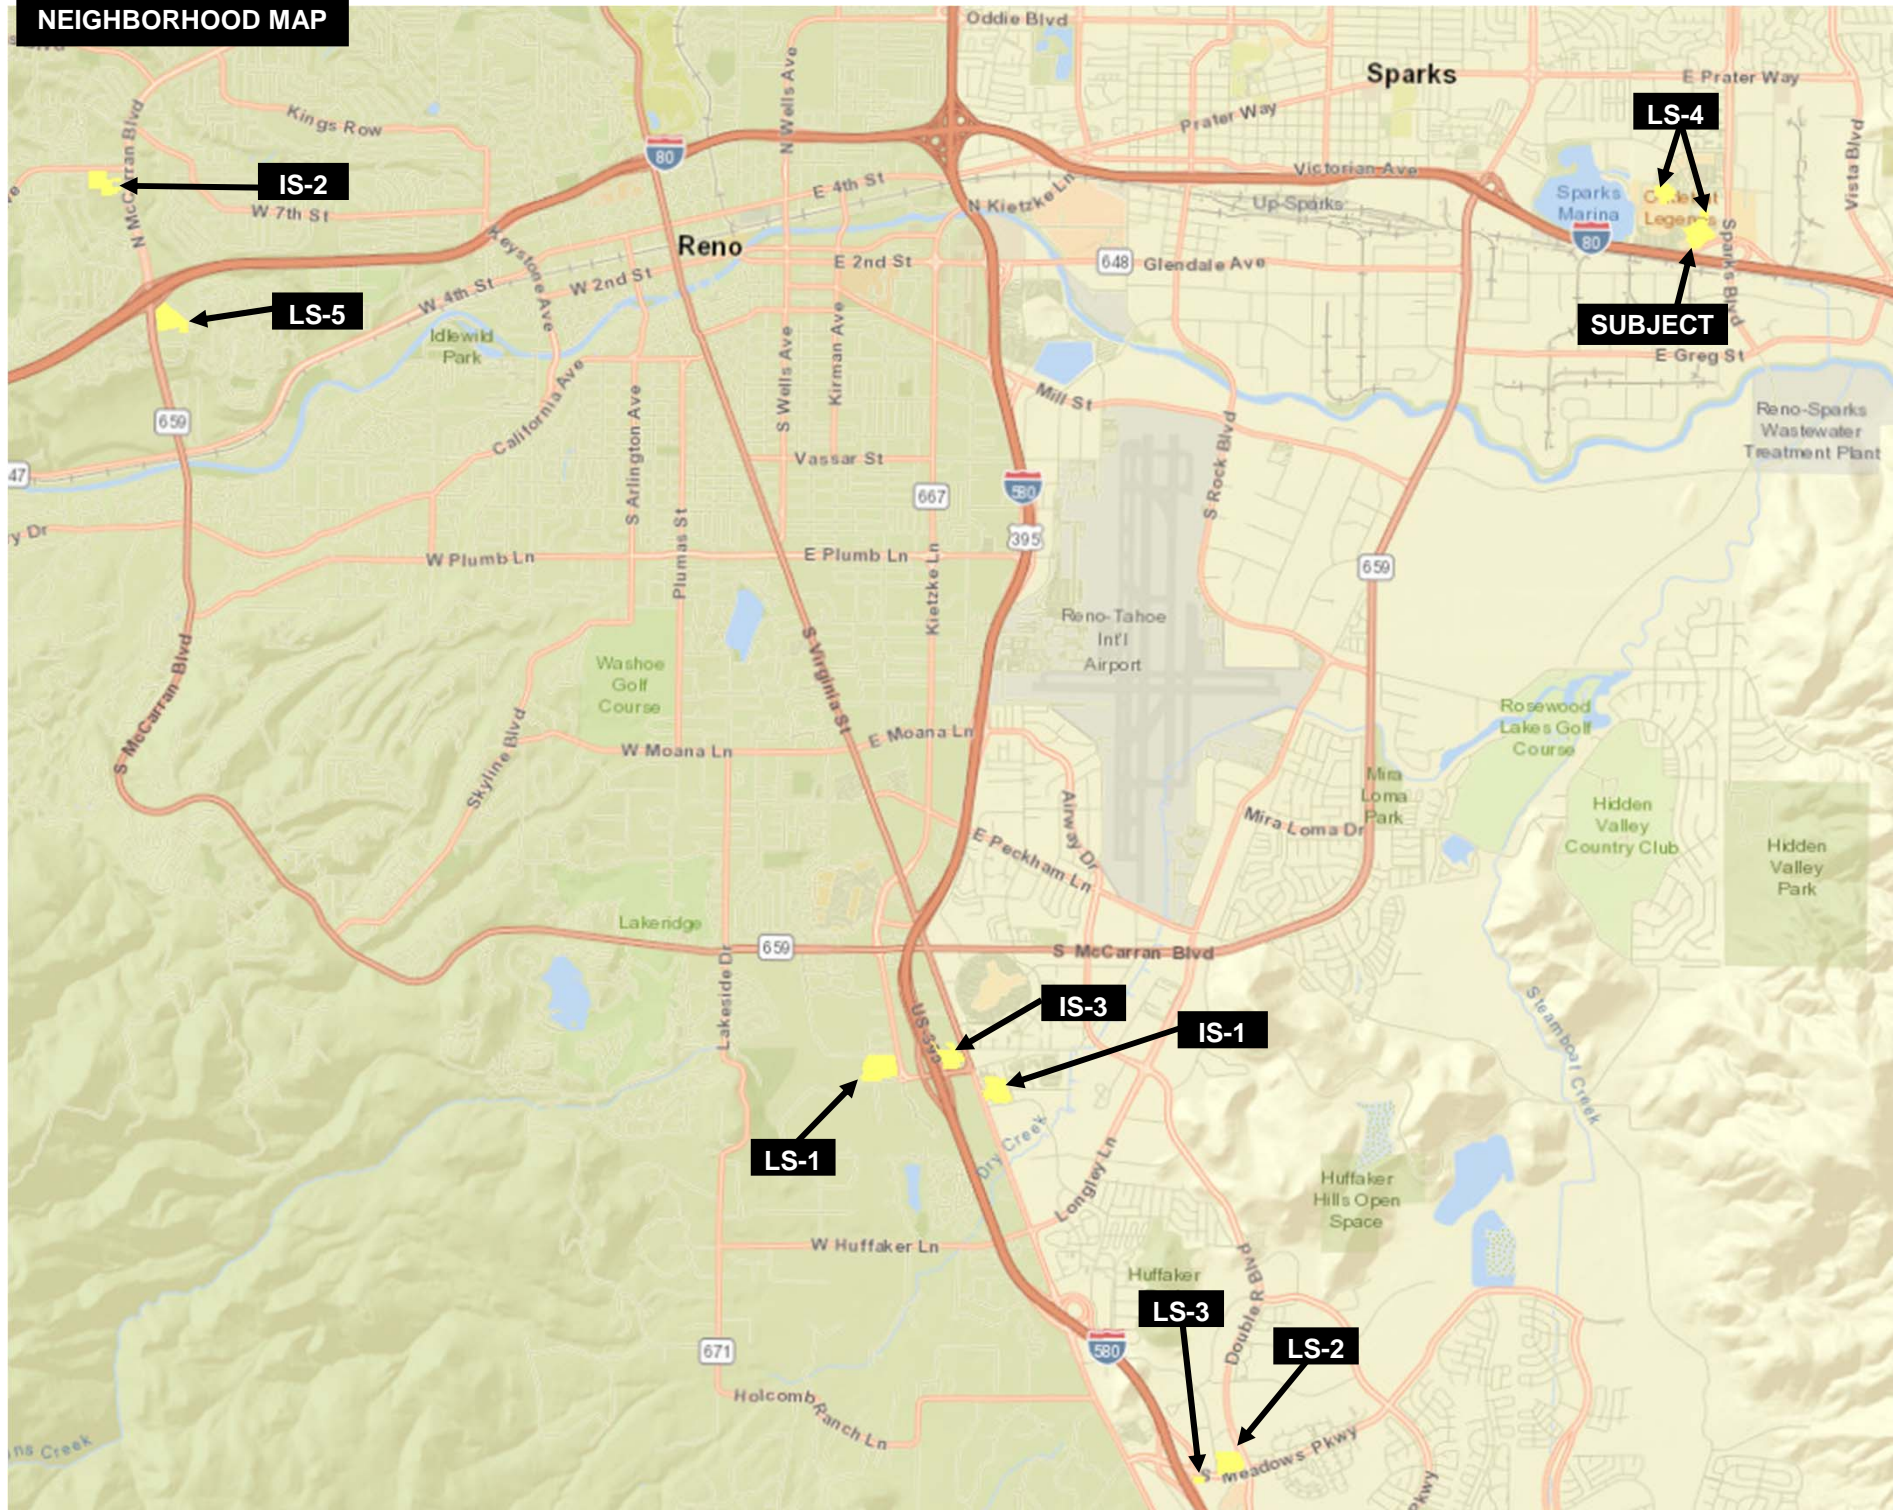 NEIGHBORHOOD MAP
Oddie Blvd
Sparks
E Prater Way
LS-4
Kings Row
N McCarran Blvd
N Wells Ave
Prater Way
Vista Blvd
80
Victorian Ave
IS-2
E 4th St
N Kietzke Ln
Up-Sparks
Sparks
Marina
Legends
W 7th St
Keystone Ave
Reno
E 2nd St
648
Glendale Ave
80
Sparks Blvd
W 4th St
W 2nd St
LS-5
SUBJECT
Idlewild
Park
E Greg St
S Wells Ave
Kirman Ave
Mill St
California Ave
S Arlington Ave
659
Reno-Sparks
Wastewater
Treatment Plant
Vassar St
S Rock Blvd
47
667
580
395
ry Dr
W Plumb Ln
Plumas St
E Plumb Ln
Kietzke Ln
659
Reno-Tahoe
Int'l
Airport
S McCarran Blvd
Washoe
Golf
Course
S Virginia St
Rosewood
Lakes Golf
Course
Skyline Blvd
W Moana Ln
E Moana Ln
Mira
Loma
Park
Airway Dr
Mira Loma Dr
Hidden
Valley
Country Club
Hidden
Valley
Park
E Peckham Ln
Lakeridge
659
S McCarran Blvd
Lakeside Dr
IS-3
US-395
IS-1
Steamboat Creek
LS-1
Dry Creek
Longley Ln
Huffaker
Hills Open
Space
W Huffaker Ln
Huffaker
Double R Blvd
LS-3
LS-2
671
580
Holcomb Ranch Ln
ns Creek
S Meadows Pkwy
Pkwy